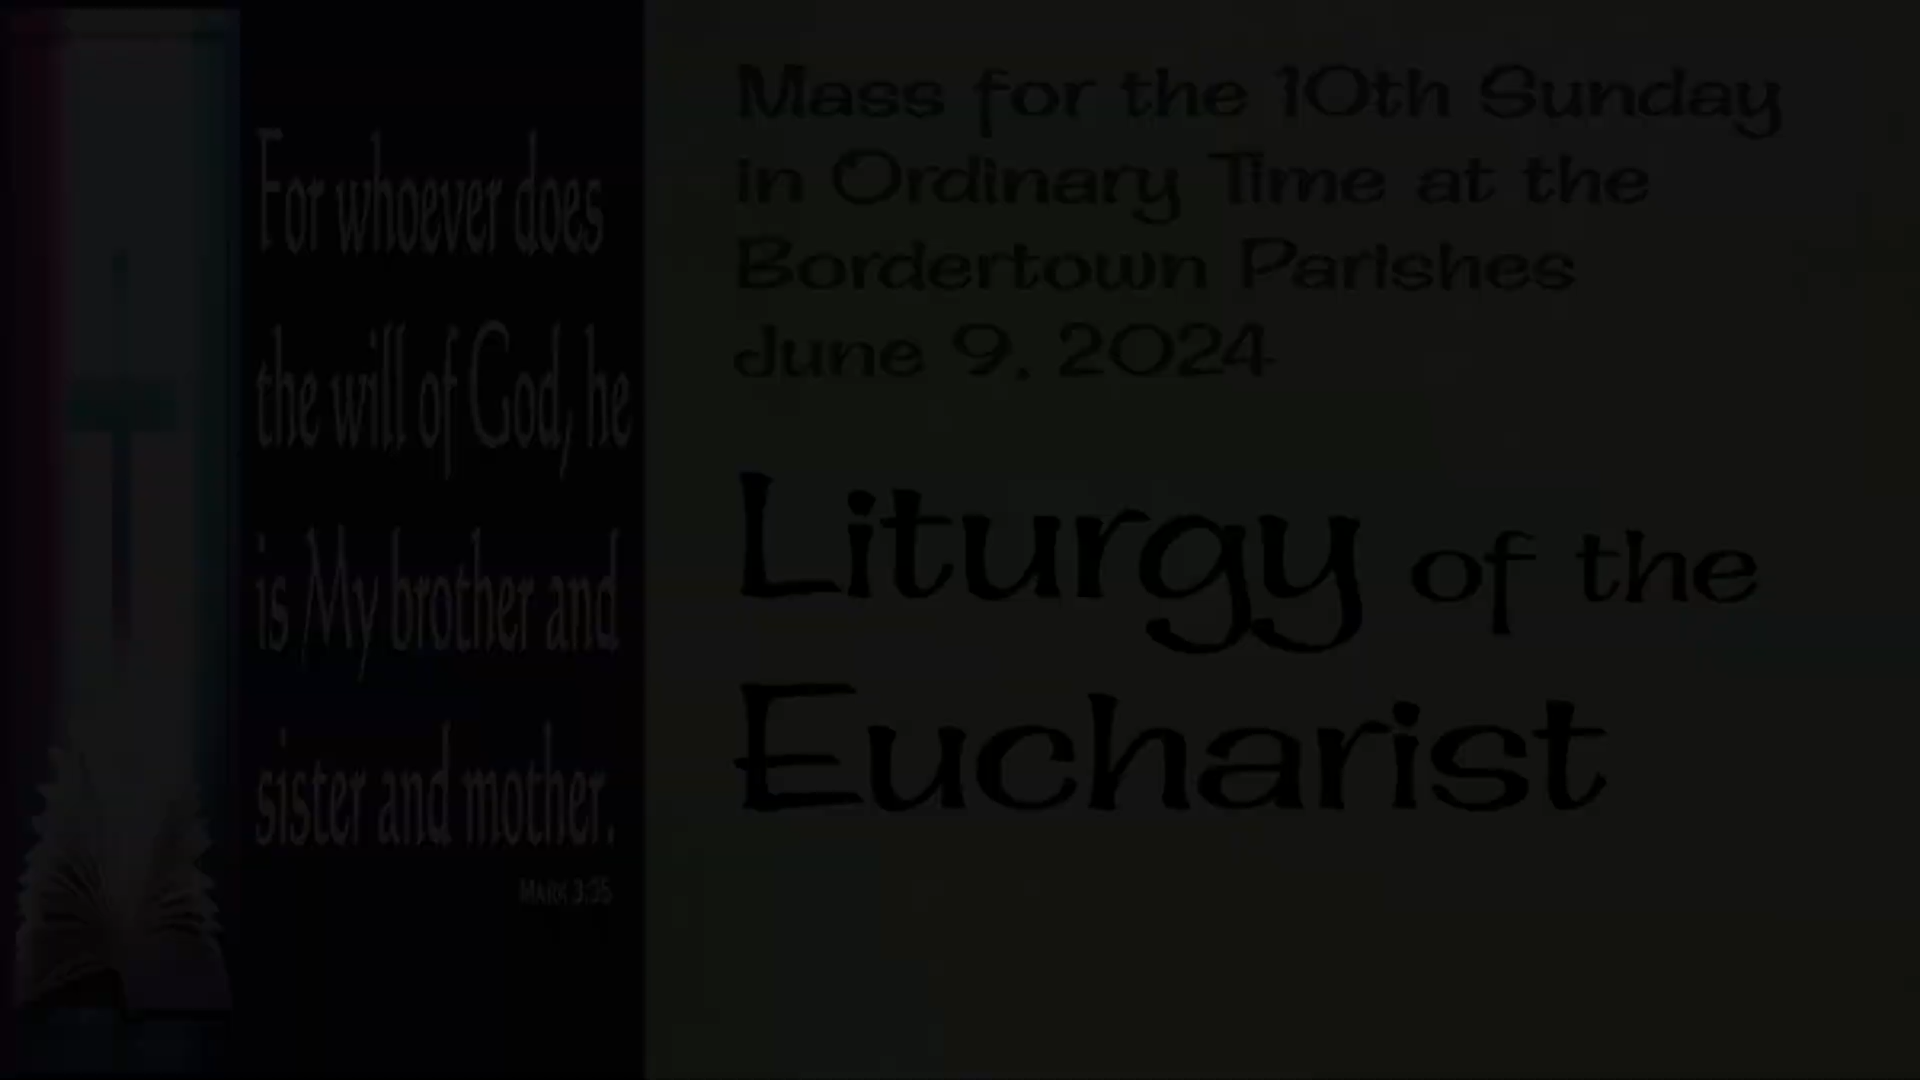 For whoever does
the will of God, he
is My brother and
sister and mother.
MARK 3:35
Mass for the 10th Sunday
in Ordinary Time at the
Bordertown Parishes
June 9, 2024
Liturgy of the
Eucharist